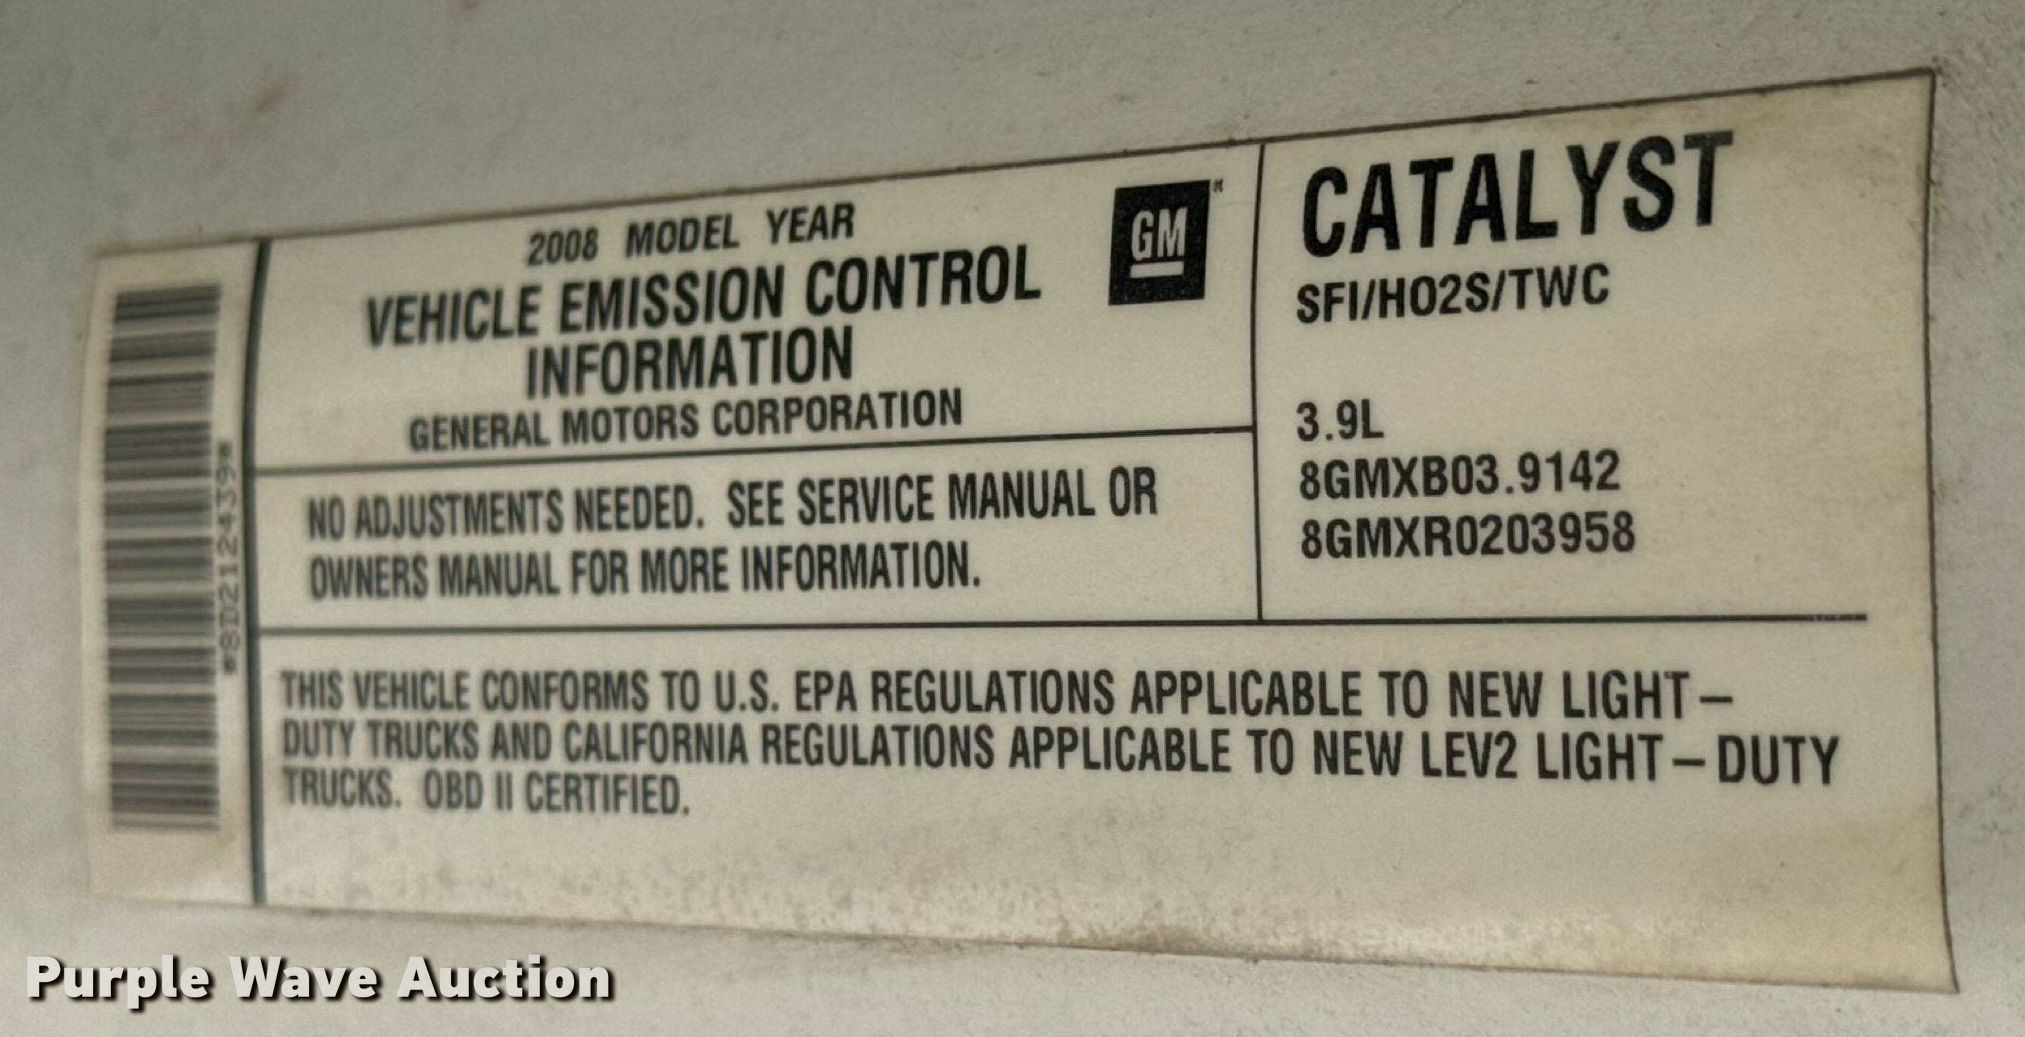 *8D212439*
2008 MODEL YEAR
VEHICLE EMISSION CONTROL
INFORMATION
GENERAL MOTORS CORPORATION
GM
NO ADJUSTMENTS NEEDED. SEE SERVICE MANUAL OR
OWNERS MANUAL FOR MORE INFORMATION.
CATALYST
SFI/HO2S/TWC
3.9L
8GMXB03.9142
8GMXR0203958
THIS VEHICLE CONFORMS TO U.S. EPA REGULATIONS APPLICABLE TO NEW LIGHT–
DUTY TRUCKS AND CALIFORNIA REGULATIONS APPLICABLE TO NEW LEV2 LIGHT–DUTY
TRUCKS. OBD II CERTIFIED.
Purple Wave Auction